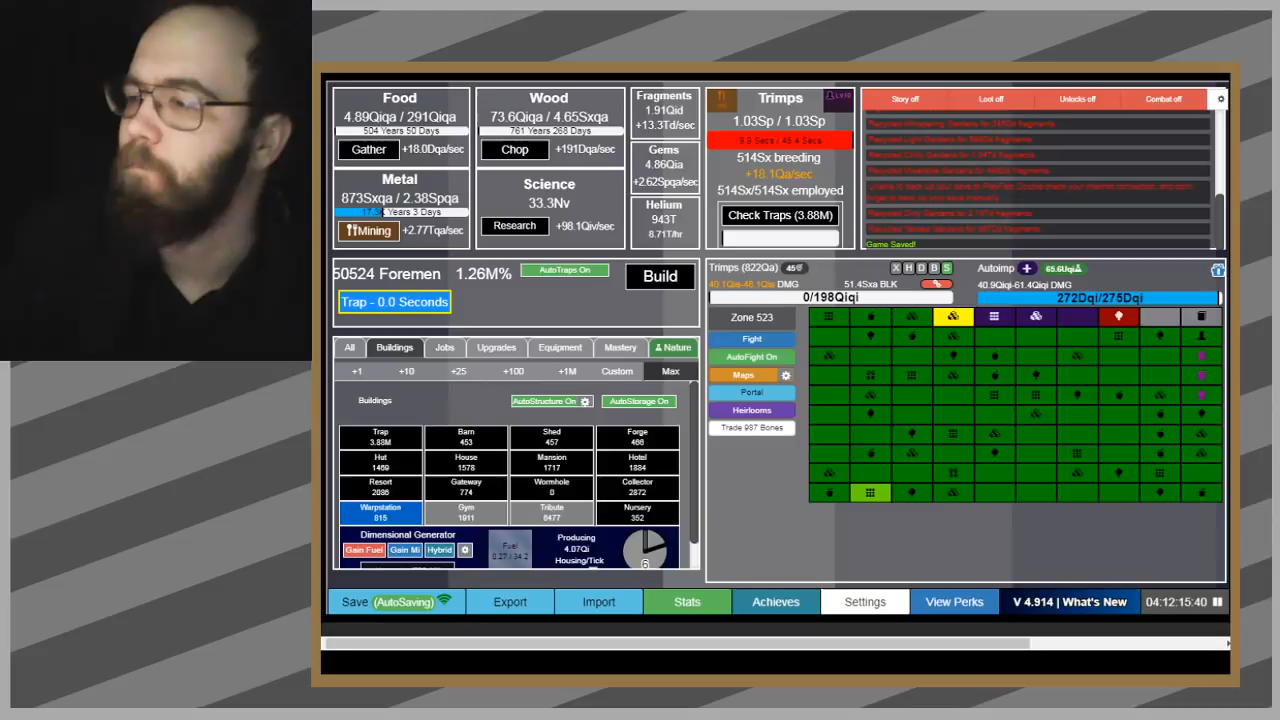 Food
4.89Qiqa / 291Qiqa
504 Years 50 Days
Gather
+18.0Dqa/sec
Metal
873Sxqa / 2.38Spqa
Years 3 Days
Mining
+2.77Tqa/sec
Wood
73.6Qiqa / 4.65Sxqa
761 Years 268 Days
Chop
+191Dqa/sec
Science
33.3Nv
Research
+98.1Qiv/sec
Fragments
1.91Qid
+13.3Td/sec
Gems
4.86Qia
+2.62Spqa/sec
Helium
943T
8.71T/hr
Trimps
1.03Sp / 1.03Sp
514Sx breeding
+18.1Qa/sec
514Sx/514Sx employed
Check Traps (3.88M)
Story off
Loot off
Unlocks off
Combat off
Game Saved!
50524 Foremen
1.26M%
AutoTraps On
Build
Trap - 0.0 Seconds
All
Buildings
Jobs
Upgrades
Equipment
Mastery
Nature
+1
+10
+25
+100
+1M
Custom
Max
Buildings
AutoStructure On
AutoStorage On
Trap
3.88M
Barn
453
Shed
457
Forge
466
Hut
1469
House
1578
Mansion
1717
Hotel
1884
Resort
2086
Gateway
774
Wormhole
0
Collector
2872
Warpstation
815
Gym
1911
Tribute
6477
Nursery
352
Dimensional Generator
Gain Fuel
Gain Mi
Hybrid
Fuel
0.27 / 34.2
Producing
4.07Qi
Housing/Tick
6
Trimps (822Qa)
45
X
H
D
B
S
51.4Sxa BLK
0/198Qiqi
Autoimp
65.6Uqi
40.9Qiqi-61.4Qiqi DMG
272Dqi/275Dqi
Zone 523
Fight
AutoFight On
Maps
Portal
Heirlooms
Trade 987 Bones
Save (AutoSaving)
Export
Import
Stats
Achieves
Settings
View Perks
V 4.914 | What's New
04:12:15:40